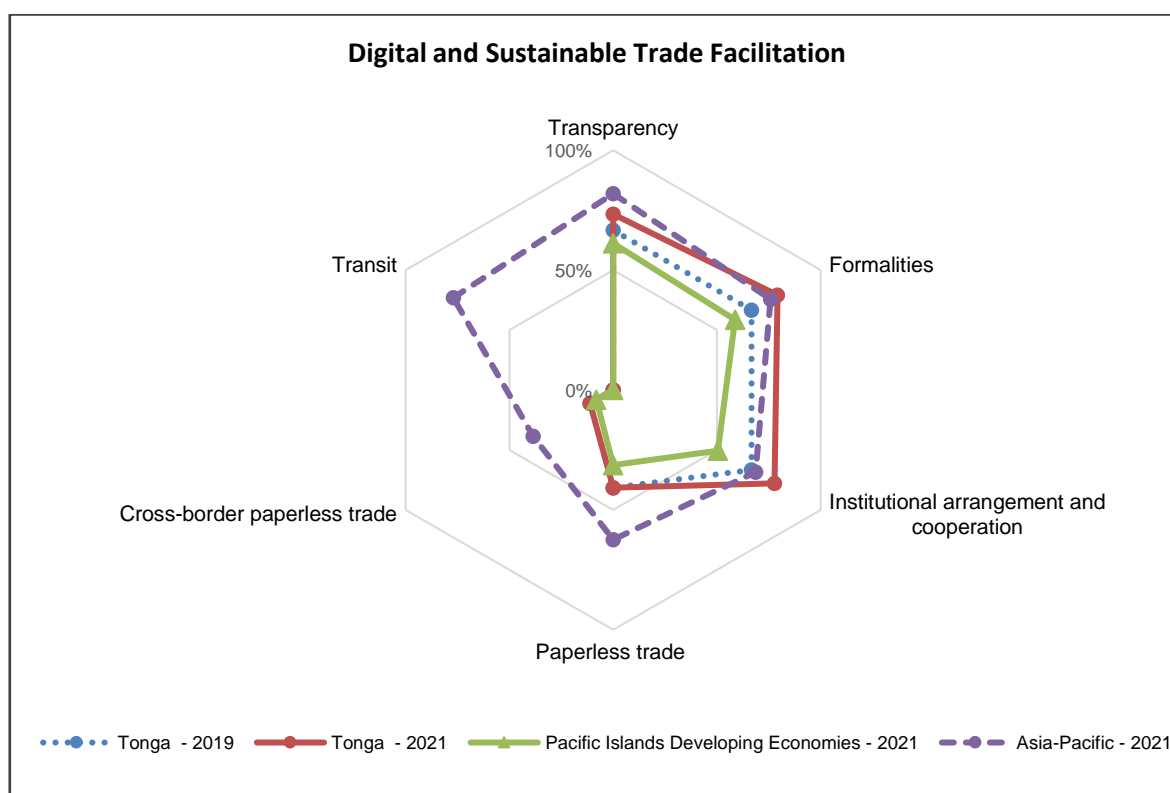 Digital and Sustainable Trade Facilitation
Transparency
100%
Transit
50%
Formalities
0%
Cross-border paperless trade
Institutional arrangement and
cooperation
Paperless trade
Tonga - 2019
Tonga - 2021
Pacific Islands Developing Economies - 2021
Asia-Pacific - 2021